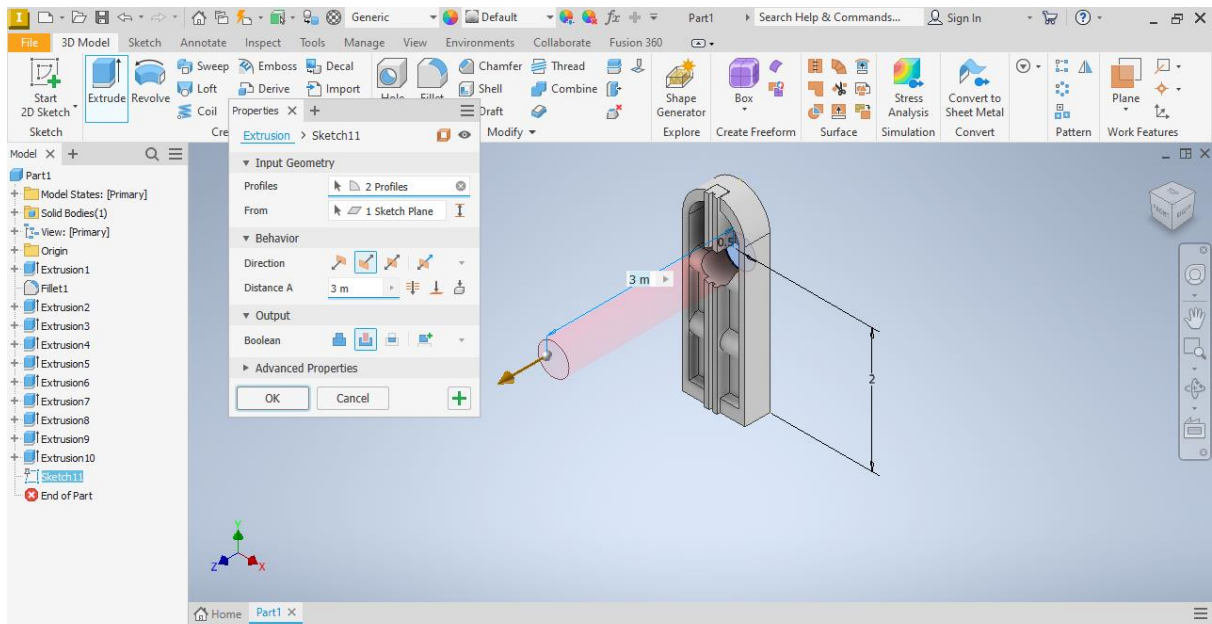 Generic Default fx Part1 Search Help & Commands... Sign In
File 3D Model Sketch Annotate Inspect Tools Manage View Environments Collaborate Fusion 360
Start 2D Sketch
Extrude
Revolve
Sweep
Loft
Coil
Emboss
Derive
Decal
Import
Hole
Fillet
Chamfer
Shell
Draft
Thread
Combine
Shape Generator
Box
Stress Analysis
Convert to Sheet Metal
Plane
Sketch Cre Modify Explore Create Freeform Surface Simulation Convert Pattern Work Features
Properties × +
Extrusion > Sketch11
Input Geometry
Profiles 2 Profiles
From 1 Sketch Plane
Behavior
Direction
Distance A 3 m
Output
Boolean
Advanced Properties
OK Cancel
Model × +
Part1
Model States: [Primary]
Solid Bodies(1)
View: [Primary]
Origin
Extrusion1
Fillet1
Extrusion2
Extrusion3
Extrusion4
Extrusion5
Extrusion6
Extrusion7
Extrusion8
Extrusion9
Extrusion10
Sketch11
End of Part
0.5
3 m
2
Y
Z
X
Home Part1 ×